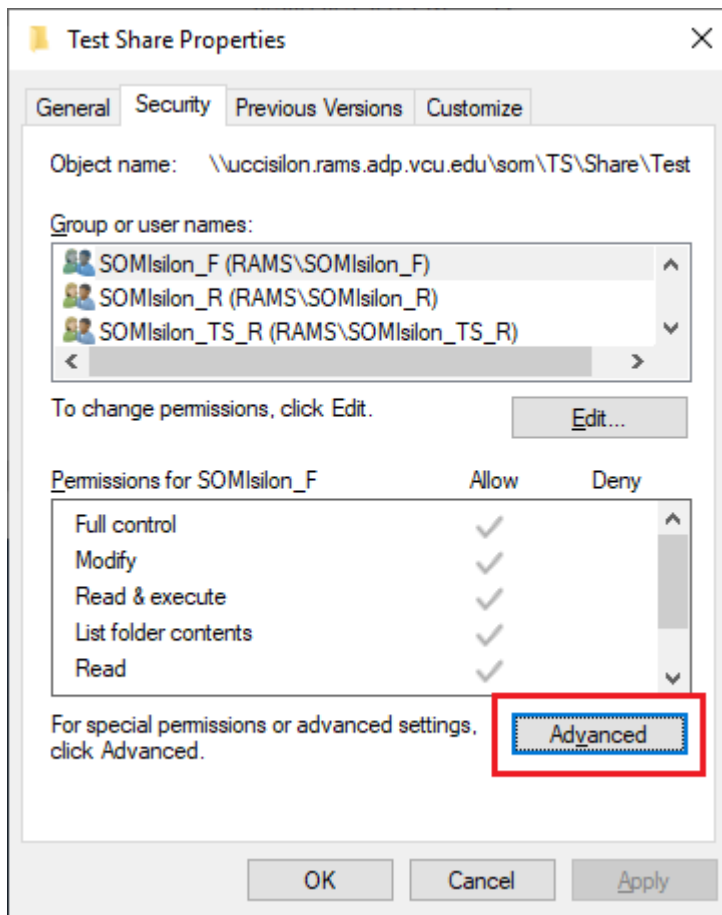 Test Share Properties
General Security Previous Versions Customize
Object name: \\uccisilon.rams.adp.vcu.edu\som\TS\Share\Test
Group or user names:
SOMIsilon_F (RAMS\SOMIsilon_F)
SOMIsilon_R (RAMS\SOMIsilon_R)
SOMIsilon_TS_R (RAMS\SOMIsilon_TS_R)
To change permissions, click Edit.
Edit...
Permissions for SOMIsilon_F Allow Deny
Full control
Modify
Read & execute
List folder contents
Read
For special permissions or advanced settings,
click Advanced.
Advanced
OK Cancel Apply